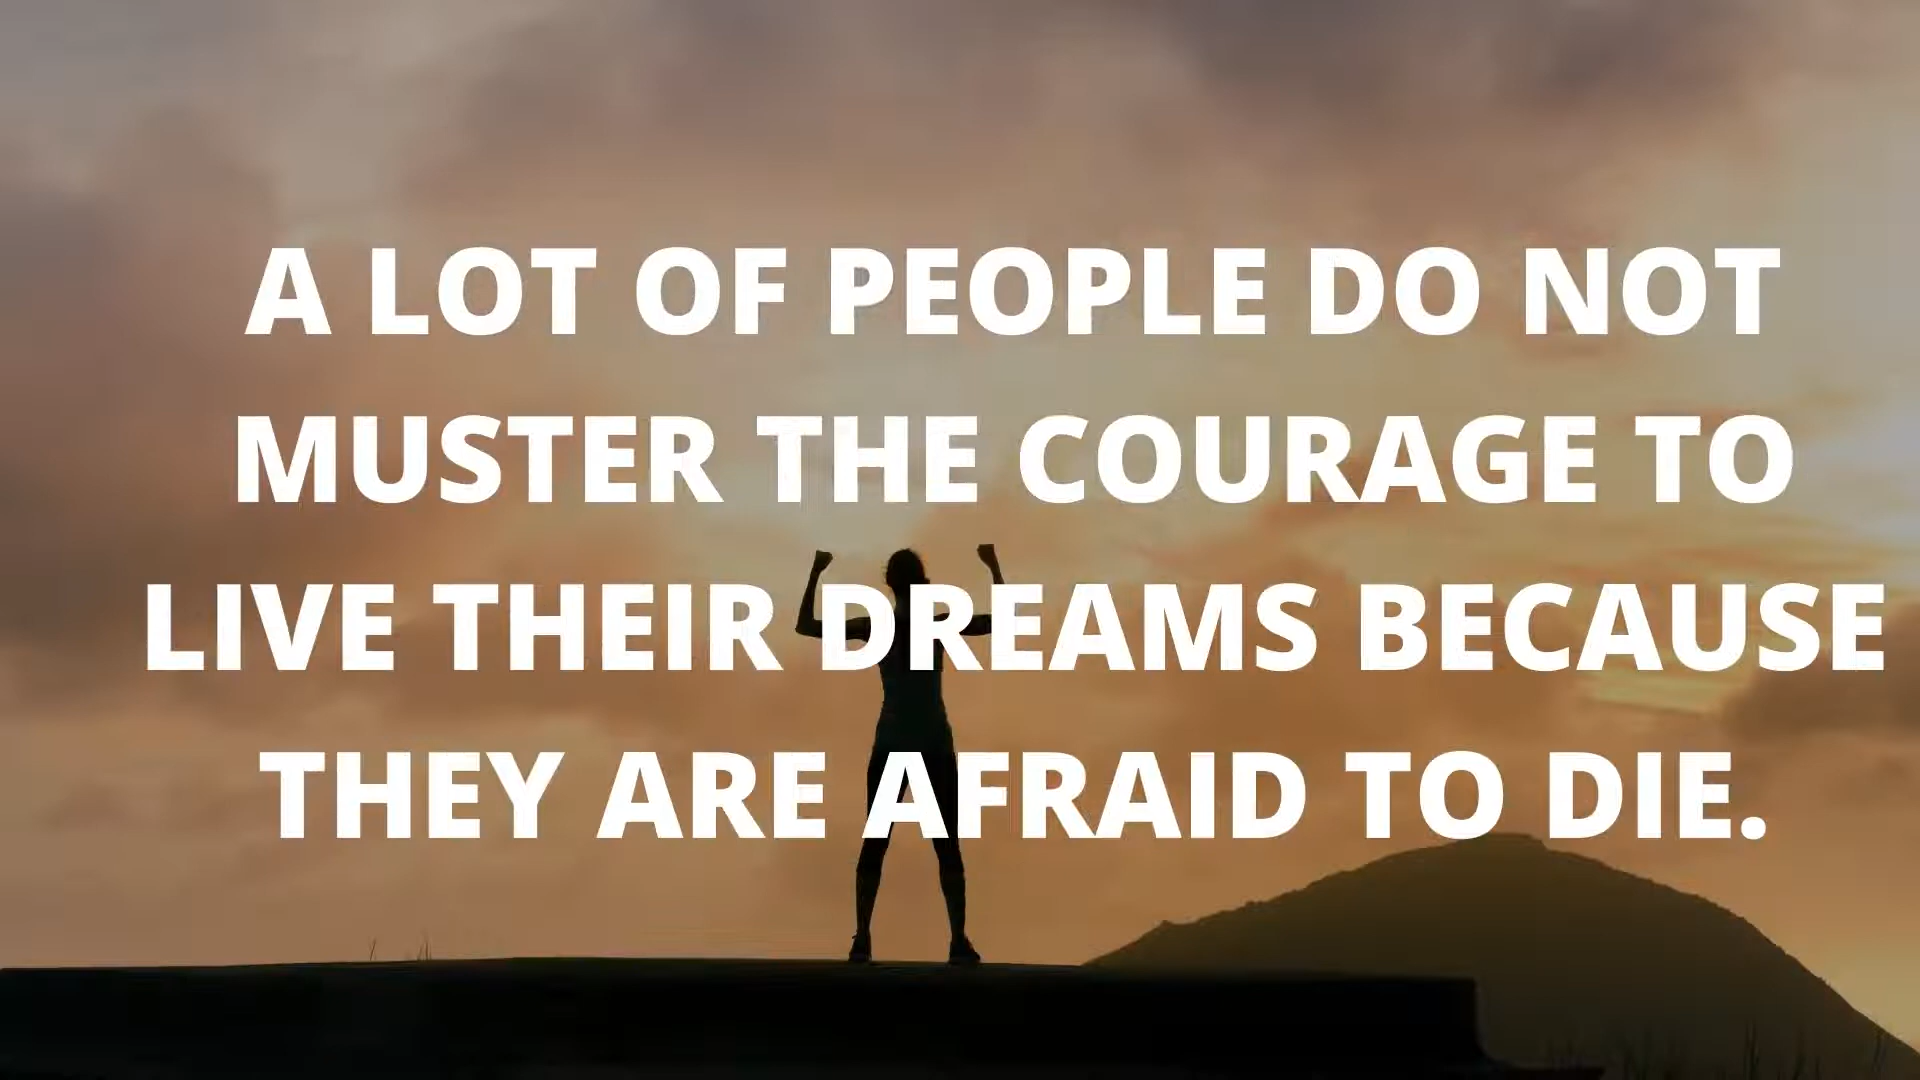 A LOT OF PEOPLE DO NOT
MUSTER THE COURAGE TO
LIVE THEIR DREAMS BECAUSE
THEY ARE AFRAID TO DIE.